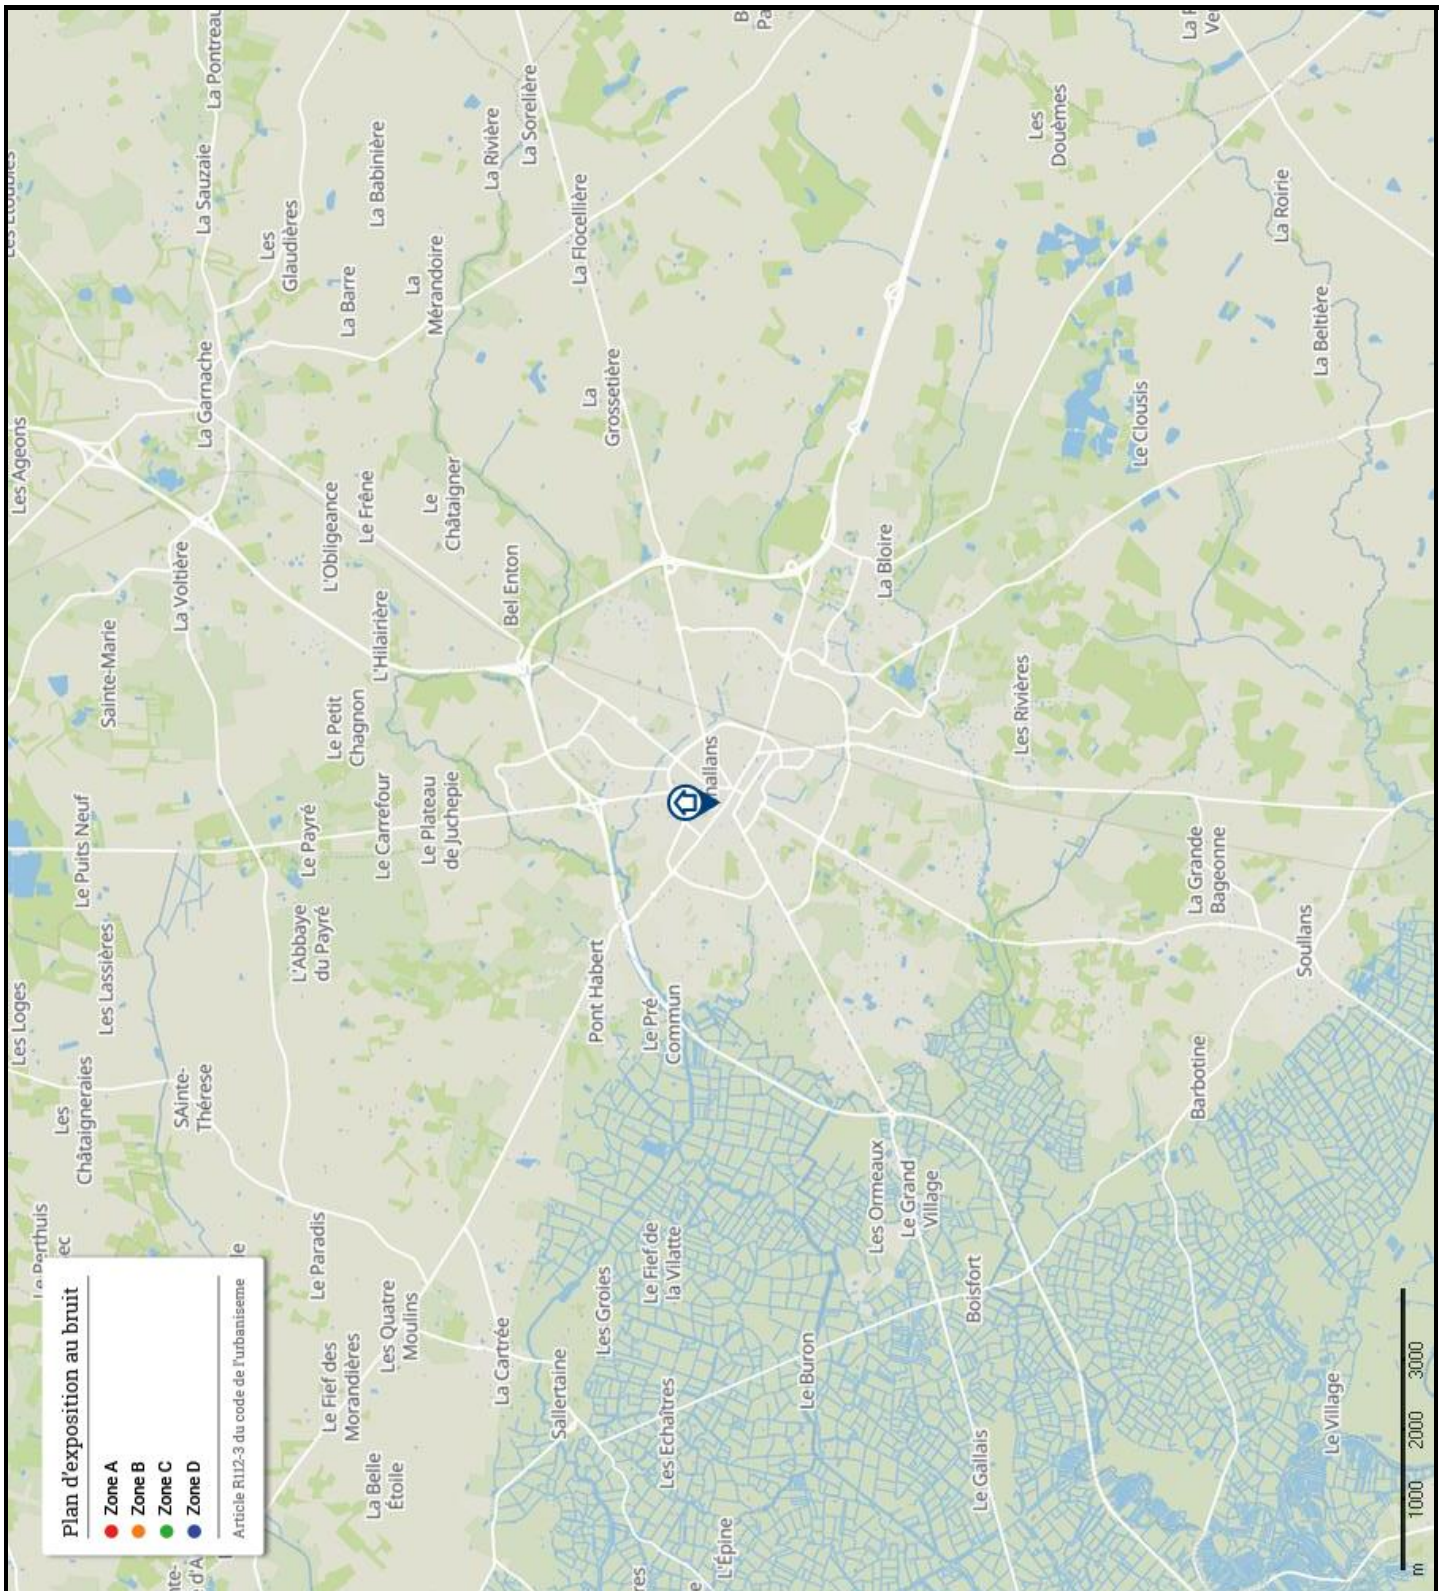 Plan d'exposition au bruit
Zone A
Zone B
Zone C
Zone D
Article R112-3 du code de l'urbanisme
Les Loges
Les Ageons
Le Puits Neuf
Sainte-Marie
Les Lassières
Les
Châtaigneraies
SAinte-
Thérese
La Voltière
La Garnache
La Sauzaie
La Pontreau
Les
Glaudières
L'Abbaye
du Payré
Le Payré
Le Petit
Chagnon
L'Obligeance
Le Frêne
La Barre
La Babinière
Le Paradis
Le Fief des
Morandières
Les Quatre
Moulins
La Belle
Étoile
Le Carrefour
L'Hilairière
Le Plateau
de Juchepie
Le
Châtaigner
La
Mérandoire
La Rivière
La Sorelière
La Cartrée
Bel Enton
Sallertaine
Les Groies
Pont Habert
La
Grossetière
La Flocellière
Le Fief de
la Vilatte
Le Pré
Commun
Les Echaîtres
L'Épine
Le Buron
Les Ormeaux
Le Grand
Village
La Bloire
Boisfort
Le Gallais
Les Rivières
Les
Douèmes
Le Clousis
Barbotine
La Grande
Bageonne
Soullans
La Roirie
La Beltière
Le Village
m 1000 2000 3000